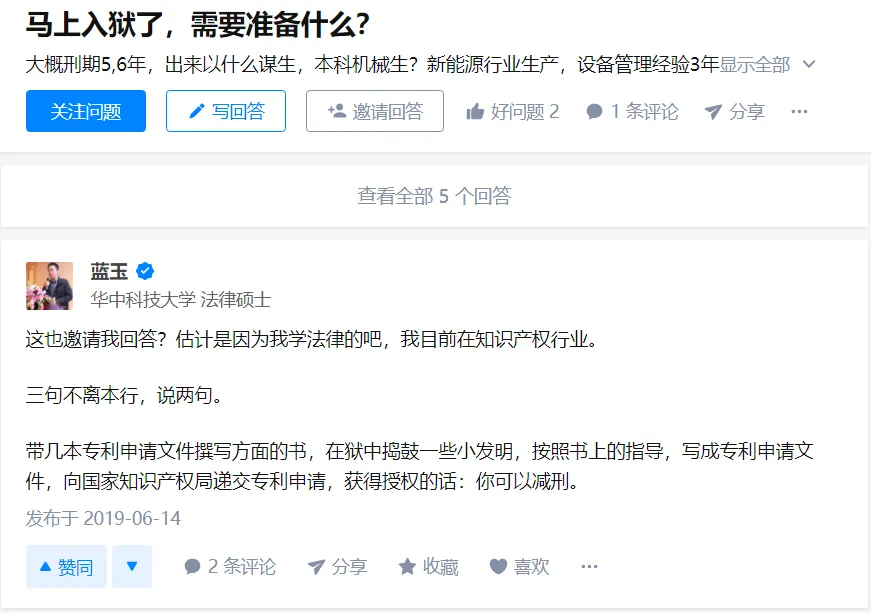 马上入狱了，需要准备什么？
大概刑期5,6年，出来以什么谋生，本科机械生？新能源行业生产，设备管理经验3年显示全部
关注问题 写回答 邀请回答 好问题 2 1 条评论 分享 ···
查看全部 5 个回答
蓝玉
华中科技大学 法律硕士
这也邀请我回答？估计是因为我学法律的吧，我目前在知识产权行业。
三句不离本行，说两句。
带几本专利申请文件撰写方面的书，在狱中捣鼓一些小发明，按照书上的指导，写成专利申请文
件，向国家知识产权局递交专利申请，获得授权的话：你可以减刑。
发布于 2019-06-14
赞同 2 条评论 分享 收藏 喜欢 ···